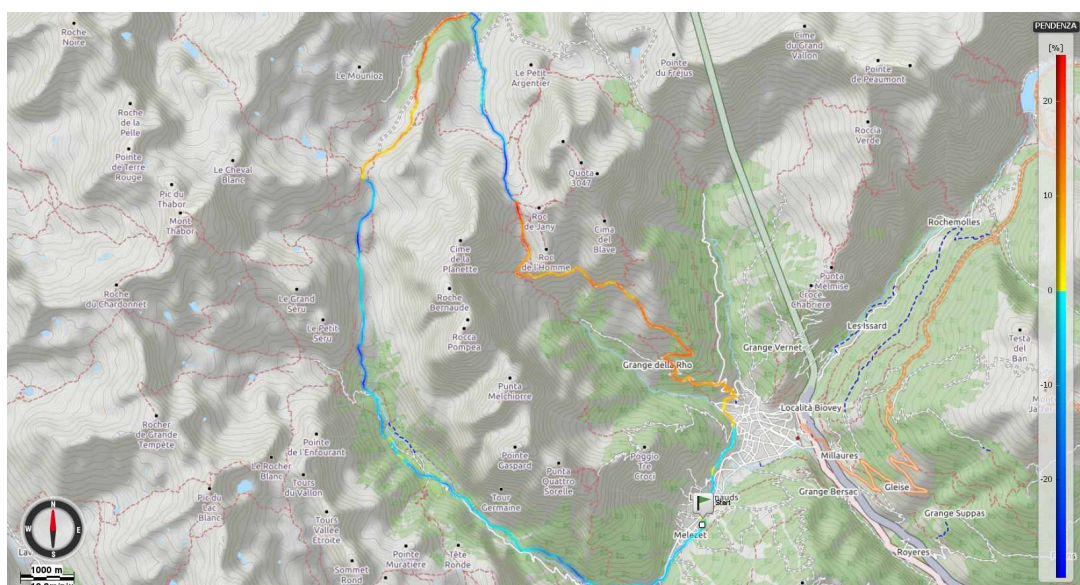 PENDENZA
[%]
20
10
0
-10
-20
Roche
Noire
Le Mounioz
Le Petit
Argentier
Pointe
du Fréjus
Cime
du Grand
Vallon
Pointe
de Peaumont
Roche
de la
Pelle
Pointe
de Terre
Rouge
Le Cheval
Blanc
Pic du
Thabor
Mont
Thabor
Quota
3047
Roccia
Verde
Roc
de Jany
Cima
del
Blave
Rochemolles
Cime
de la
Planette
Roc
de l'Homme
Punta
Melmise
Croce
Chabrière
Roche
du Chardonnet
Le Grand
Séru
Roche
Bernaude
Le Petit
Séru
Rocca
Pompea
Les Issard
Testa
del
Ban
Grange Vernet
Grange della Rho
Punta
Melchiorre
Località Biovey
Rocher
de Grande
Tempête
Pointe
de l'Enfourant
Pointe
Gaspard
Poggio
Tre
Croci
Millaures
Le Rocher
Blanc
Tours
du Vallon
Punta
Quattro
Sorelle
Gleise
Pic du
Lac Blanc
Tour
Germaine
Grange Bersac
Start
Grange Suppas
Tours
Vallée
Étroite
Melezet
Royeres
Pointe
Muratière
Tête
Ronde
Sommet
Rond
N
W
E
S
1000 m